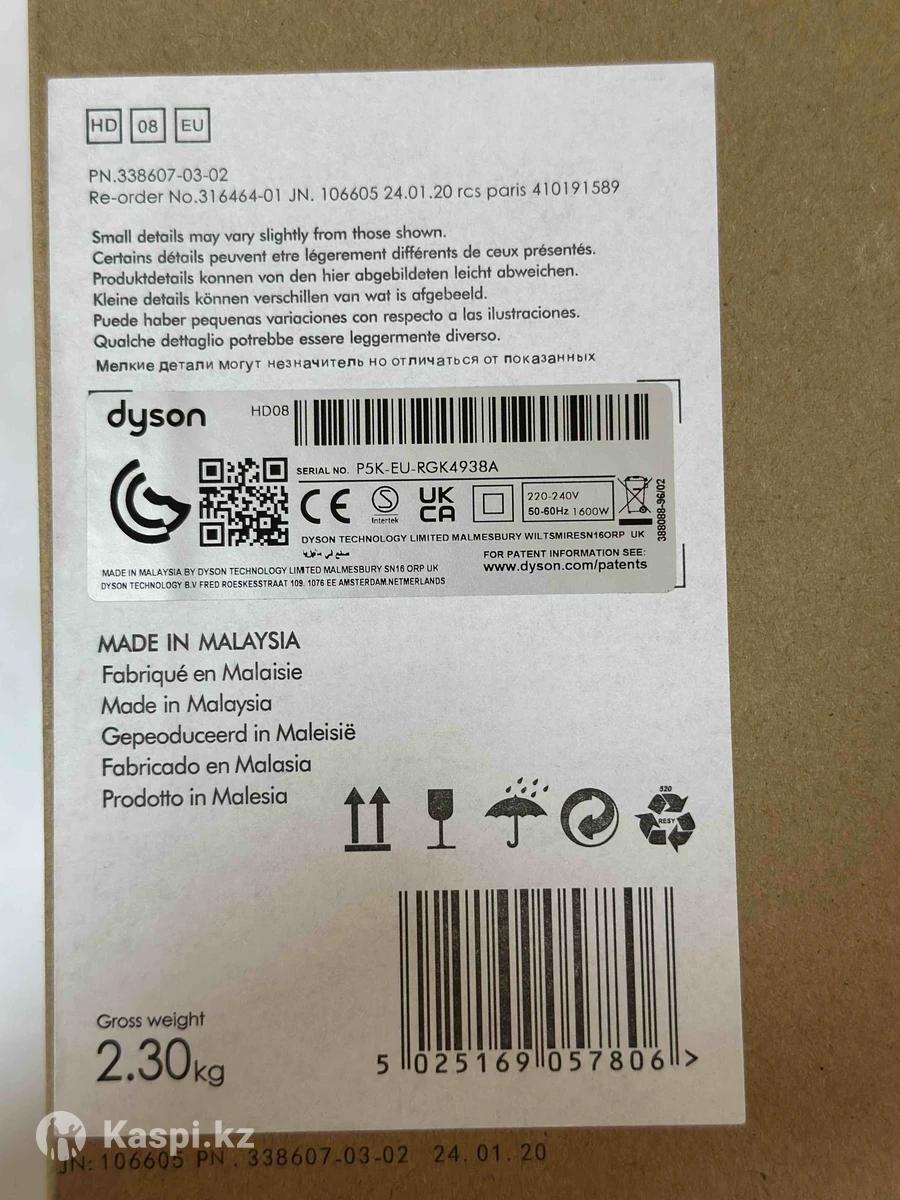 HD 08 EU
PN.338607-03-02
Re-order No.316464-01 JN. 106605 24.01.20 rcs paris 410191589
Small details may vary slightly from those shown.
Certains détails peuvent etre légerement différents de ceux présentés.
Produktdetails konnen von den hier abgebildeten leicht abweichen.
Kleine details können verschillen van wat is afgebeeld.
Puede haber pequenas variaciones con respecto a las ilustraciones.
Qualche dettaglio potrebbe essere leggermente diverso.
Мелкие детали могут незначитель но отличаться от показанных
dyson HD08
SERIAL NO. P5K-EU-RGK4938A
CE S Intertek UK CA 220-240V
50-60Hz 1600W
388088-96/02
DYSON TECHNOLOGY LIMITED MALMESBURY WILTSMIRESN16ORP UK
FOR PATENT INFORMATION SEE:
www.dyson.com/patents
MADE IN MALAYSIA BY DYSON TECHNOLOGY LIMTED MALMESBURY SN16 ORP UK
DYSON TECHNOLOGY B.V FRED ROESKESSTRAAT 109. 1076 EE AMSTERDAM.NETMERLANDS
MADE IN MALAYSIA
Fabriqué en Malaisie
Made in Malaysia
Gepeoduceerd in Maleisië
Fabricado en Malasia
Prodotto in Malesia
520
RESY
Gross weight
2.30kg
5 025169 057806 >
Kaspi.kz
JN: 106605 PN . 338607-03-02 24.01.20